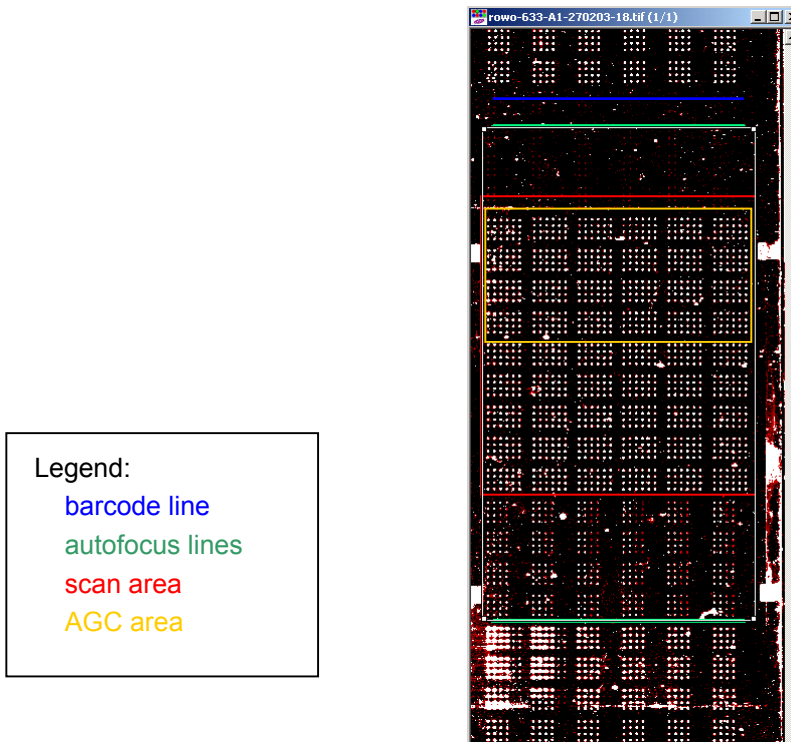 rowo-633-A1-270203-18.tif (1/1)
Legend:
barcode line
autofocus lines
scan area
AGC area